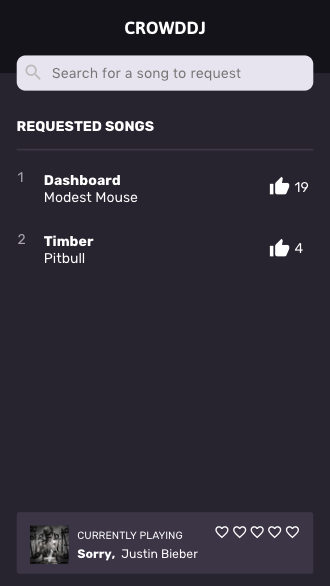 CROWDDJ
Search for a song to request
REQUESTED SONGS
1
Dashboard
Modest Mouse
19
2
Timber
Pitbull
4
CURRENTLY PLAYING
Sorry, Justin Bieber